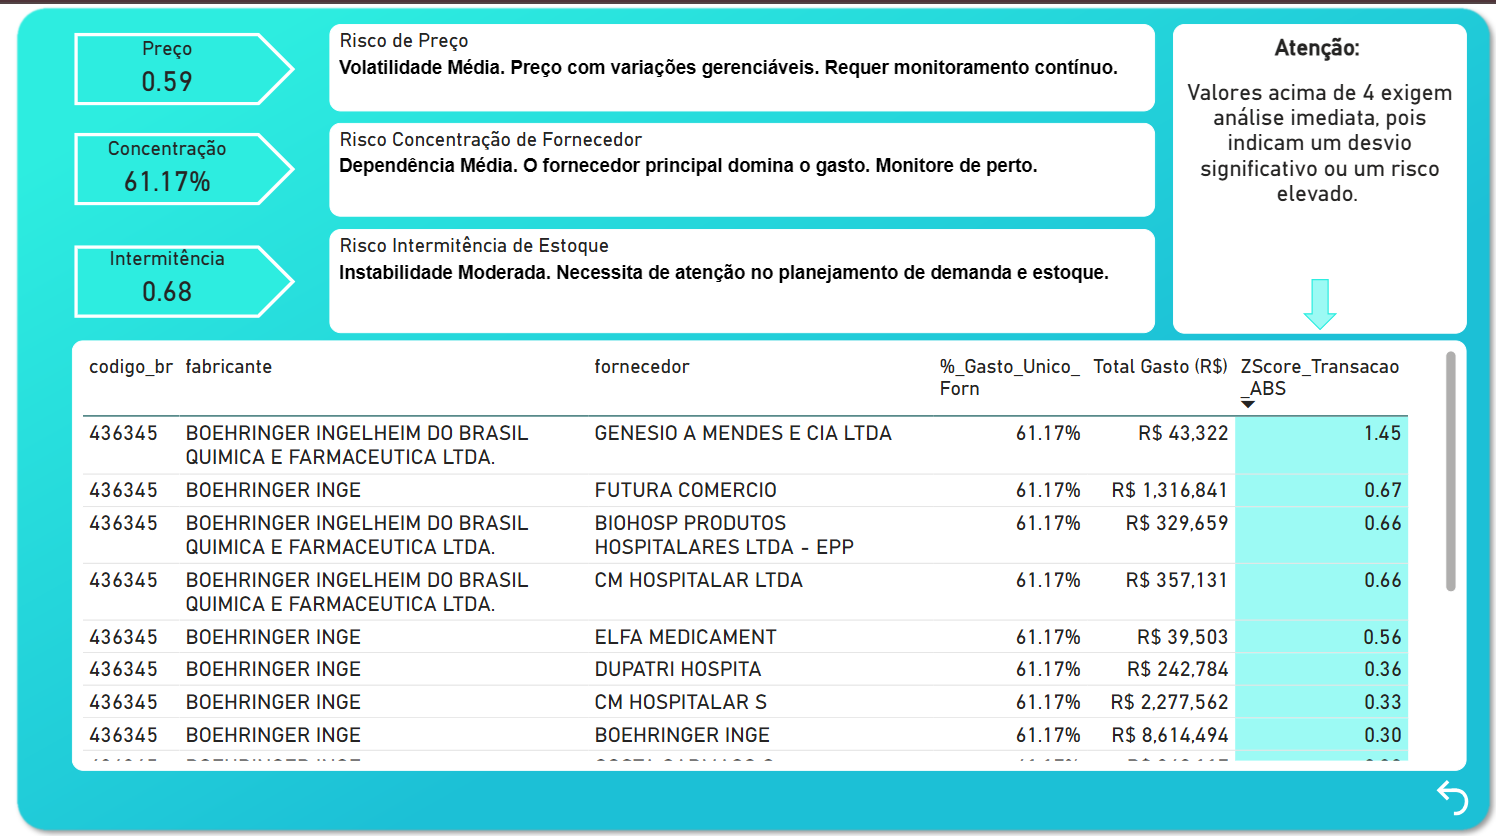 Preço
0.59
Risco de Preço
Volatilidade Média. Preço com variações gerenciáveis. Requer monitoramento contínuo.
Concentração
61.17%
Risco Concentração de Fornecedor
Dependência Média. O fornecedor principal domina o gasto. Monitore de perto.
Intermitência
0.68
Risco Intermitência de Estoque
Instabilidade Moderada. Necessita de atenção no planejamento de demanda e estoque.
Atenção:
Valores acima de 4 exigem
análise imediata, pois
indicam um desvio
significativo ou um risco
elevado.
codigo_br fabricante fornecedor %_Gasto_Unico_ Total Gasto (R$) ZScore_Transacao
Forn _ABS
436345 BOEHRINGER INGELHEIM DO BRASIL GENESIO A MENDES E CIA LTDA 61.17% R$ 43,322 1.45
QUIMICA E FARMACEUTICA LTDA.
436345 BOEHRINGER INGE FUTURA COMERCIO 61.17% R$ 1,316,841 0.67
436345 BOEHRINGER INGELHEIM DO BRASIL BIOHOSP PRODUTOS 61.17% R$ 329,659 0.66
QUIMICA E FARMACEUTICA LTDA. HOSPITALARES LTDA - EPP
436345 BOEHRINGER INGELHEIM DO BRASIL CM HOSPITALAR LTDA 61.17% R$ 357,131 0.66
QUIMICA E FARMACEUTICA LTDA.
436345 BOEHRINGER INGE ELFA MEDICAMENT 61.17% R$ 39,503 0.56
436345 BOEHRINGER INGE DUPATRI HOSPITA 61.17% R$ 242,784 0.36
436345 BOEHRINGER INGE CM HOSPITALAR S 61.17% R$ 2,277,562 0.33
436345 BOEHRINGER INGE BOEHRINGER INGE 61.17% R$ 8,614,494 0.30